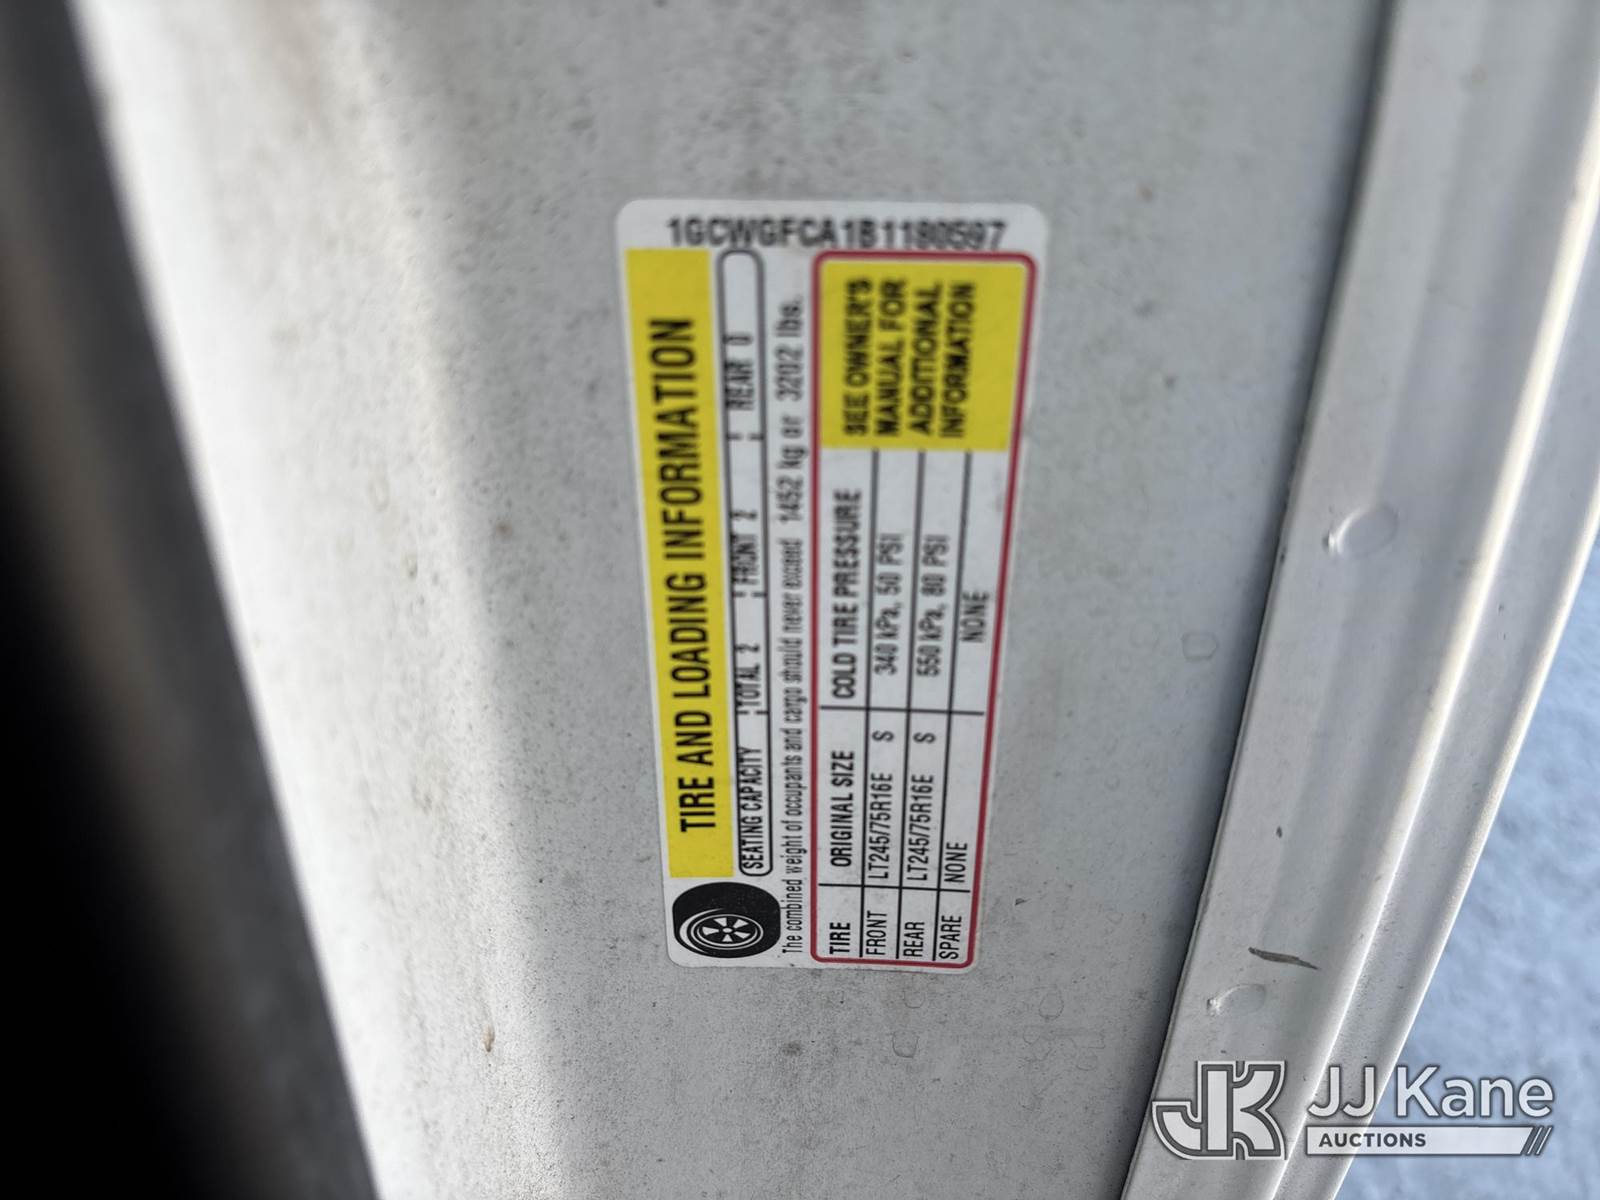 1GCWGFCA1B1180597
TIRE AND LOADING INFORMATION
SEATING CAPACITY TOTAL 2 FRONT 2 REAR 0
The combined weight of occupants and cargo should never exceed 1452 kg or 3202 lbs.
TIRE ORIGINAL SIZE COLD TIRE PRESSURE
FRONT LT245/75R16E S 340 kPa, 50 PSI
REAR LT245/75R16E S 550 kPa, 80 PSI
SPARE NONE NONE
SEE OWNER'S
MANUAL FOR
ADDITIONAL
INFORMATION
JK JJ Kane
AUCTIONS